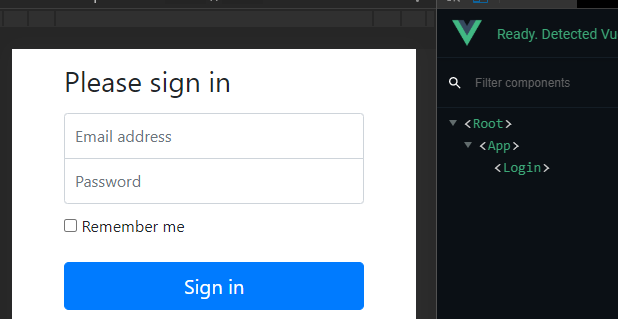 Please sign in
Email address
Password
Remember me
Sign in
Ready. Detected Vu
Filter components
<Root>
<App>
<Login>